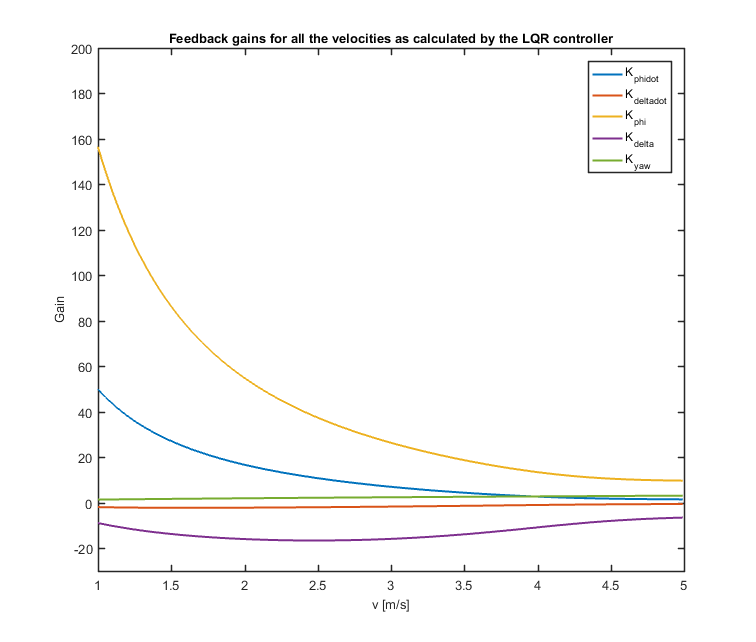 Feedback gains for all the velocities as calculated by the LQR controller
200
180
160
140
120
100
80
60
40
20
0
-20
Gain
K_phidot
K_deltadot
K_phi
K_delta
K_yaw
1 1.5 2 2.5 3 3.5 4 4.5 5
v [m/s]